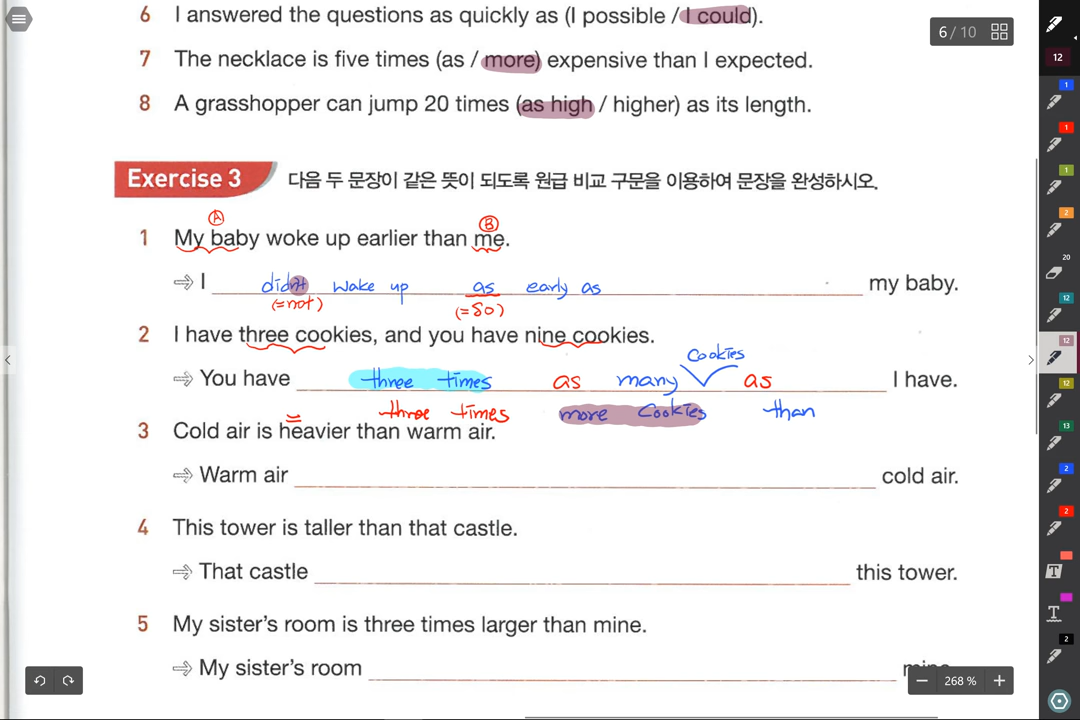 6 I answered the questions as quickly as (I possible / I could).
6 / 10
7 The necklace is five times (as / more) expensive than I expected.
12
8 A grasshopper can jump 20 times (as high / higher) as its length.
1
1
1
Exercise 3 다음 두 문장이 같은 뜻이 되도록 원급 비교 구문을 이용하여 문장을 완성하시오.
2
A B
1 My baby woke up earlier than me.
20
⇨ I didn't wake up as early as my baby.
(=not) (=so)
12
2 I have three cookies, and you have nine cookies.
12
cookies
⇨ You have three times as many as I have.
12
= three times more cookies than
3 Cold air is heavier than warm air.
13
⇨ Warm air cold air.
2
4 This tower is taller than that castle.
2
⇨ That castle this tower.
T
T
5 My sister's room is three times larger than mine.
2
⇨ My sister's room mine
268 %